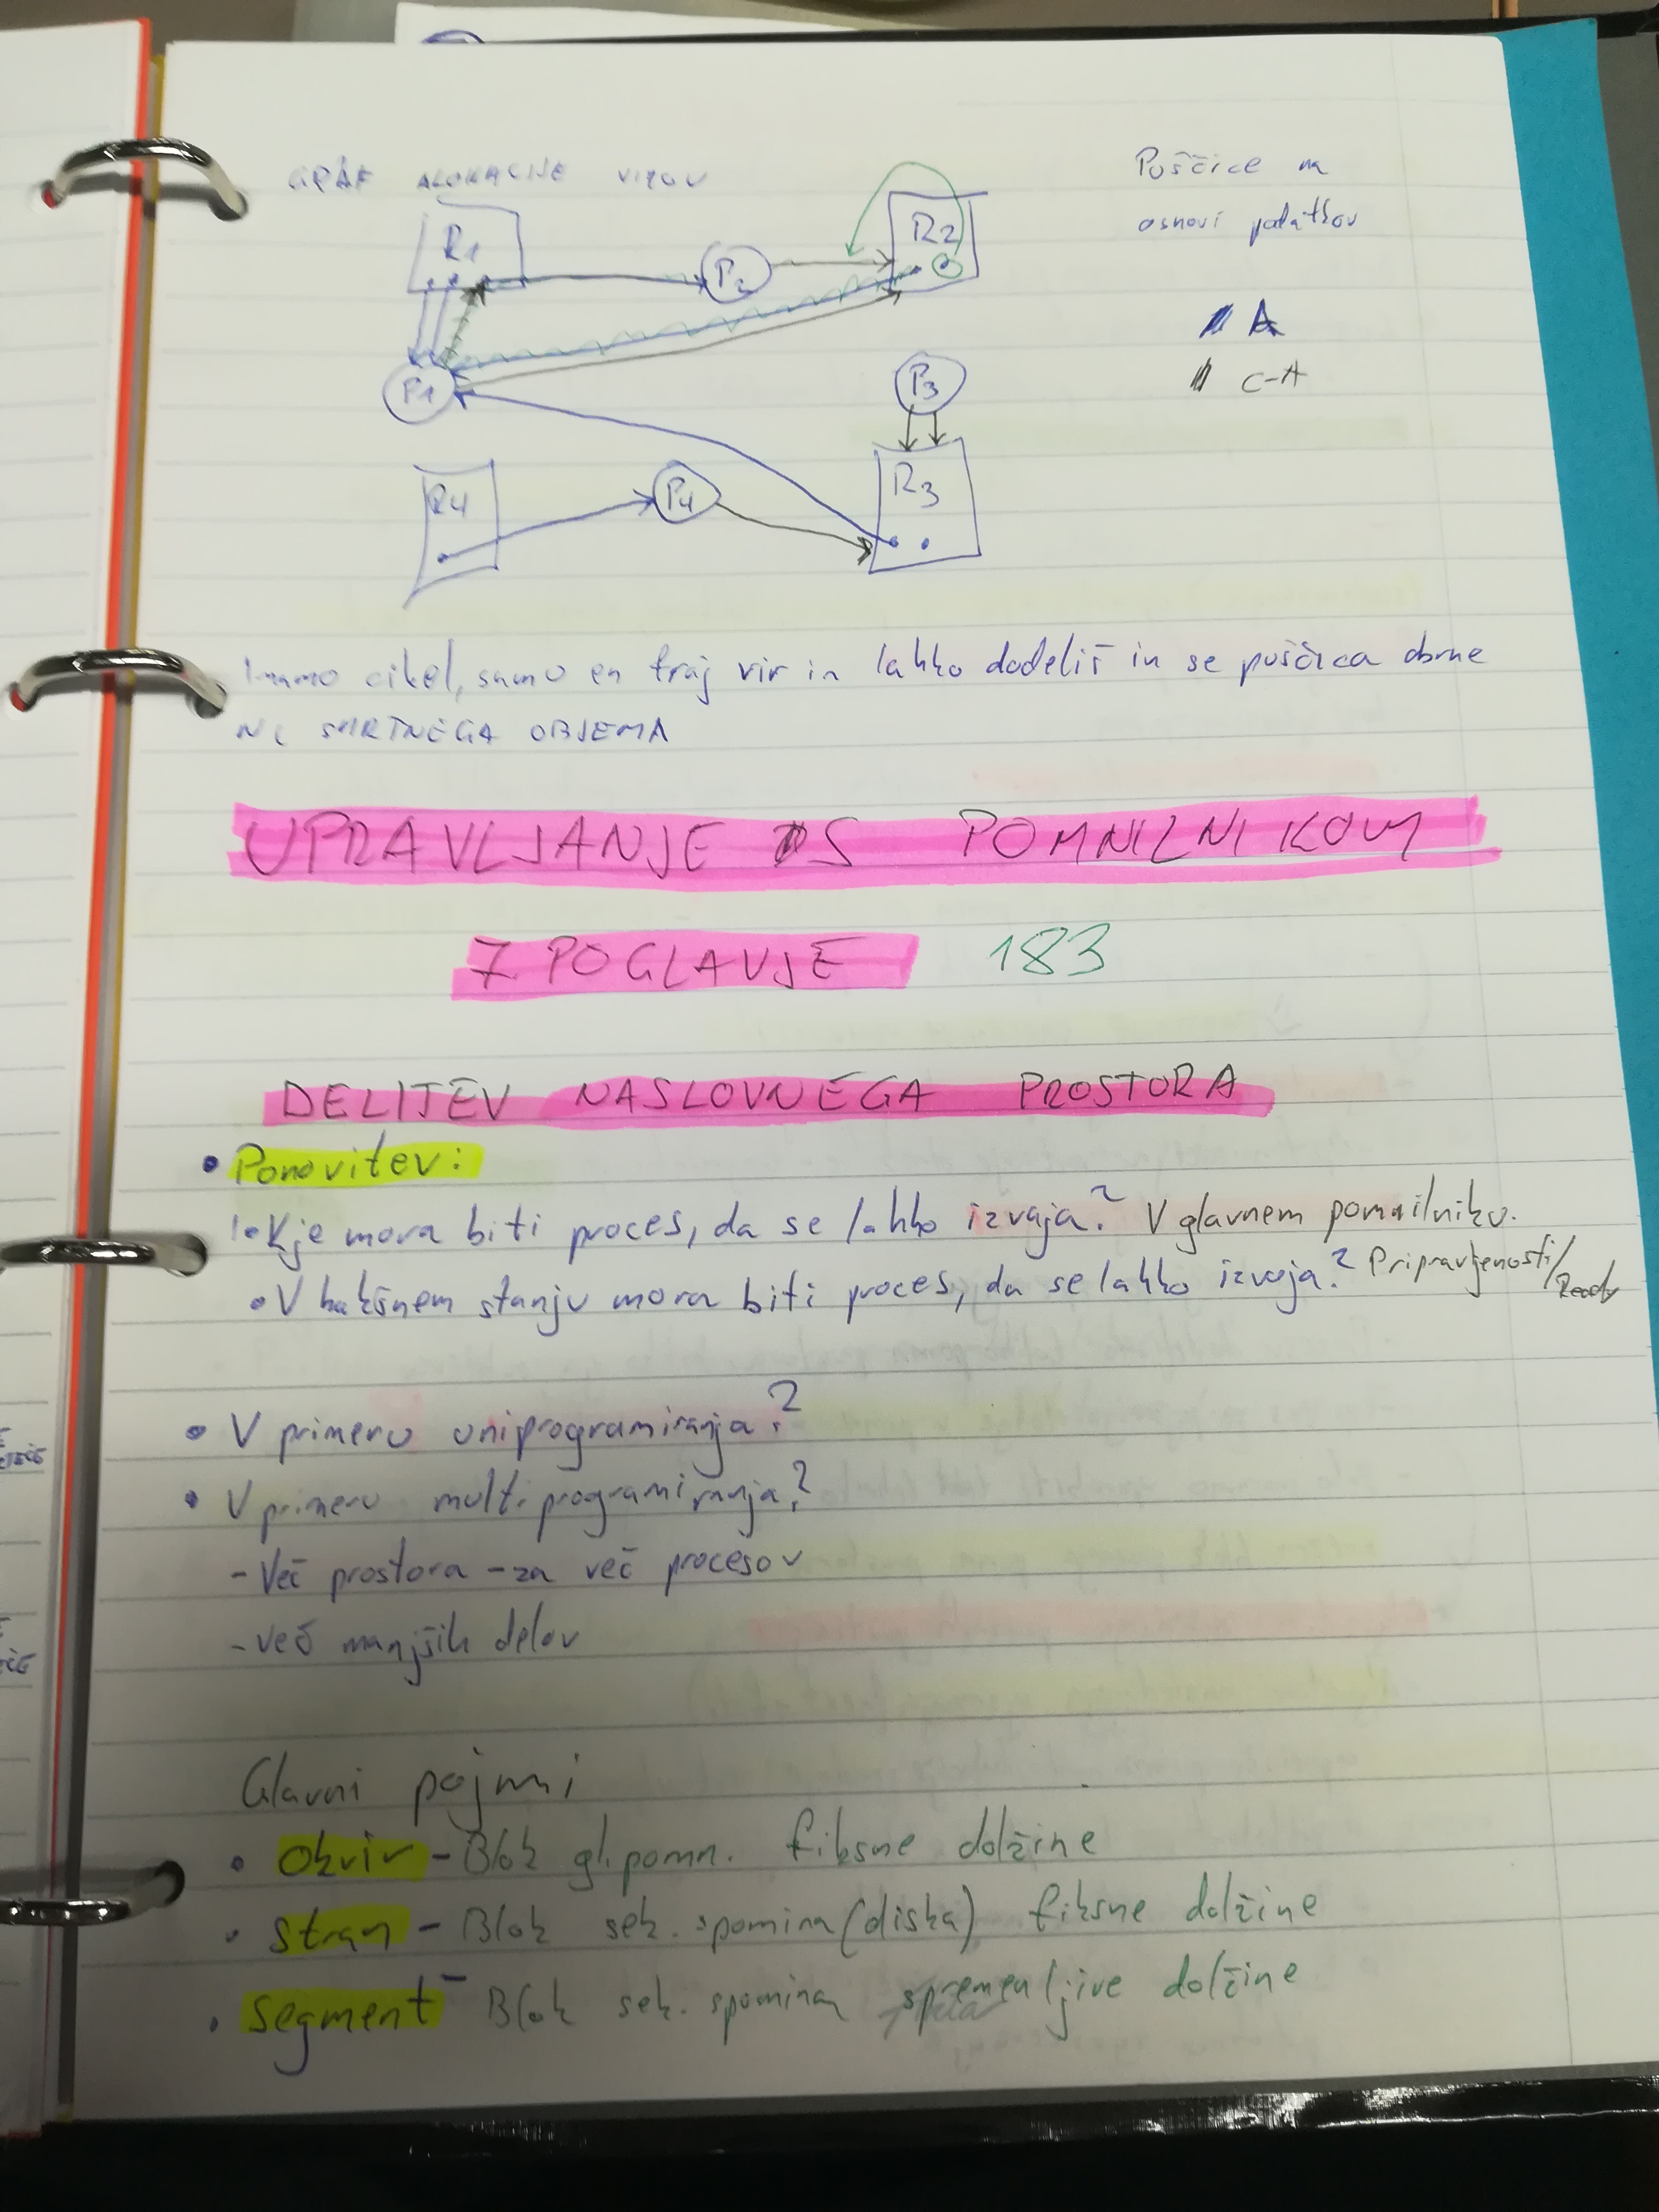 GRAF ALOKACIJE VIROV
Puščice na
osnovi podatkov
R1
P2
R2
A
C-A
P1
P3
R4
P4
R3
Imamo cikel, samo en fraj vir in lahko dodeliš in se puščica obrne
NI SMRTNEGA OBJEMA
UPRAVLJANJE S POMNILNIKOM
7 POGLAVJE 183
DELITEV NASLOVNEGA PROSTORA
• Ponovitev:
• Kje mora biti proces, da se lahko izvaja? V glavnem pomnilniku.
• V kakšnem stanju mora biti proces, da se lahko izvaja? Pripravljenosti/
Ready
• V primeru uniprogramiranja?
• V primeru multiprogramiranja?
- Več prostora - za več procesov
- več manjših delov
Glavni pojmi
• okvir - Blok gl. pomn. fiksne dolžine
• stran - Blok sek. spomina (diska) fiksne dolžine
• segment - Blok sek. spomina spremenljive dolžine